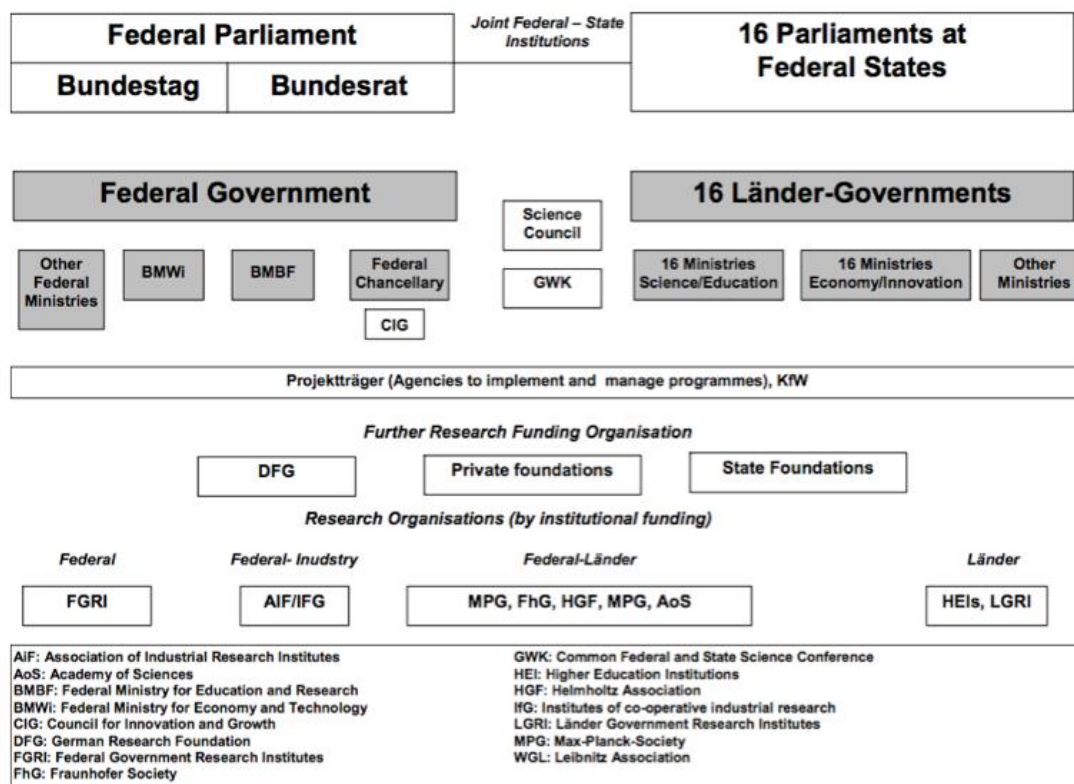 Federal Parliament
Joint Federal – State
Institutions
16 Parliaments at
Federal States
Bundestag
Bundesrat
Federal Government
16 Länder-Governments
Science
Council
Other
Federal
Ministries
BMWi
BMBF
Federal
Chancellary
GWK
16 Ministries
Science/Education
16 Ministries
Economy/Innovation
Other
Ministries
CIG
Projektträger (Agencies to implement and manage programmes), KfW
Further Research Funding Organisation
DFG
Private foundations
State Foundations
Research Organisations (by institutional funding)
Federal
Federal- Inudstry
Federal-Länder
Länder
FGRI
AIF/IFG
MPG, FhG, HGF, MPG, AoS
HEIs, LGRI
AiF: Association of Industrial Research Institutes
AoS: Academy of Sciences
BMBF: Federal Ministry for Education and Research
BMWi: Federal Ministry for Economy and Technology
CIG: Council for Innovation and Growth
DFG: German Research Foundation
FGRI: Federal Government Research Institutes
FhG: Fraunhofer Society
GWK: Common Federal and State Science Conference
HEI: Higher Education Institutions
HGF: Helmholtz Association
IfG: Institutes of co-operative industrial research
LGRI: Länder Government Research Institutes
MPG: Max-Planck-Society
WGL: Leibnitz Association